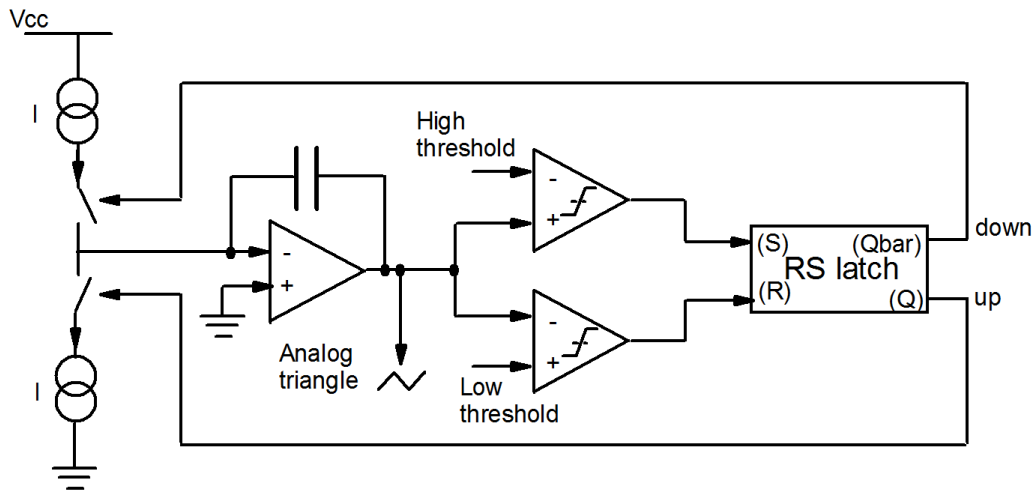 Vcc
I
High
threshold
-
+
-
+
Analog
triangle
-
+
Low
threshold
(S)
(Qbar)
RS latch
(R)
(Q)
down
up
I